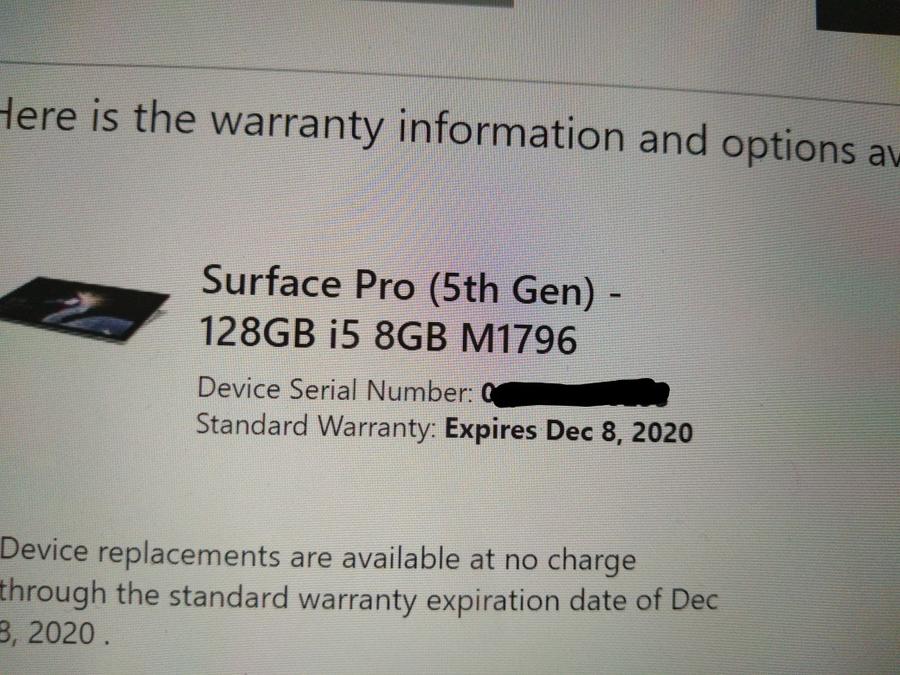 Here is the warranty information and options av
Surface Pro (5th Gen) -
128GB i5 8GB M1796
Device Serial Number: 0
Standard Warranty: Expires Dec 8, 2020
Device replacements are available at no charge
through the standard warranty expiration date of Dec
8, 2020 .